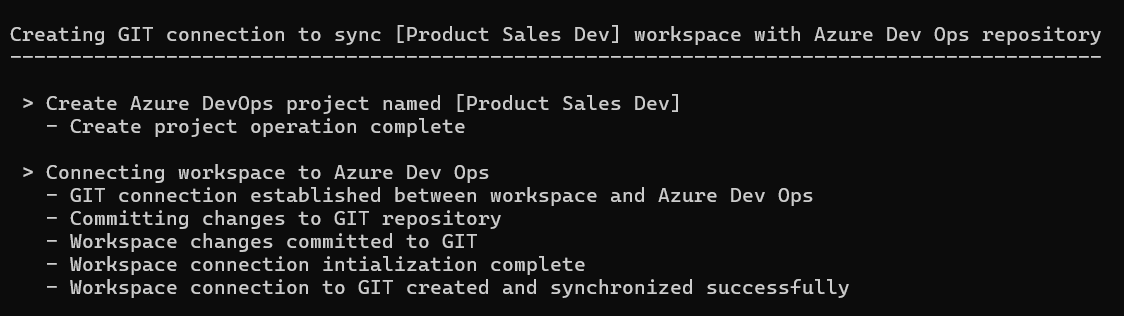 Creating GIT connection to sync [Product Sales Dev] workspace with Azure Dev Ops repository
-------------------------------------------------------------------------------------------
> Create Azure DevOps project named [Product Sales Dev]
- Create project operation complete
> Connecting workspace to Azure Dev Ops
- GIT connection established between workspace and Azure Dev Ops
- Committing changes to GIT repository
- Workspace changes committed to GIT
- Workspace connection intialization complete
- Workspace connection to GIT created and synchronized successfully